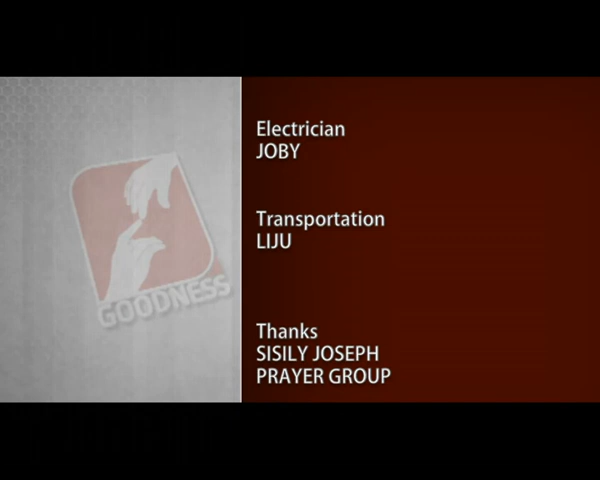 GOODNESS
Electrician
JOBY
Transportation
LIJU
Thanks
SISILY JOSEPH
PRAYER GROUP